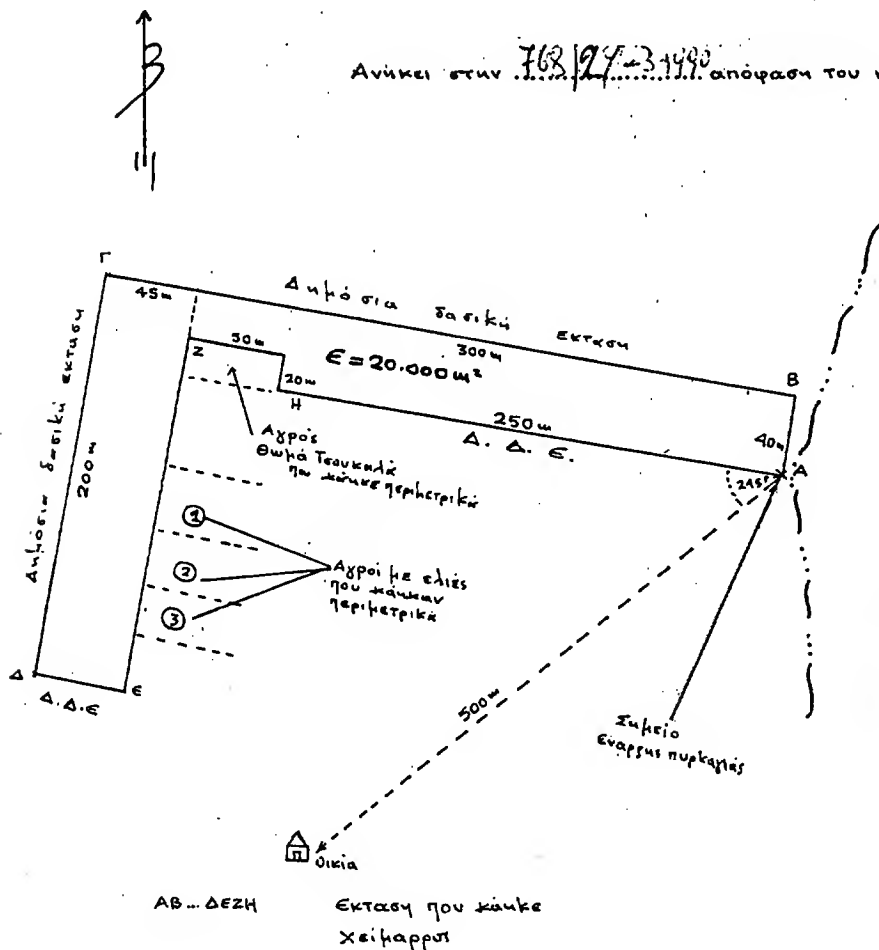 Ανήκει στην 768/27-3-1990 απόφαση του
Γ
45m
Δημόσια δασική έκταση
300m
Β
50m
Ε=20.000m²
Ζ
20m
Η
250m
Δ. Δ. Ε.
40m
Α
Αγρός
Θωμά Τσουκαλά
που κάηκε περιμετρικά
Δημόσια δασική έκταση
200m
1
2
3
Αγροί με ελιές
που κάηκαν
περιμετρικά
Δ
Δ.Δ.Ε
Ε
500m
Σημείο
έναρξης πυρκαγιάς
οικία
ΑΒ...ΔΕΖΗ Έκταση που κάηκε
Χείμαρρος